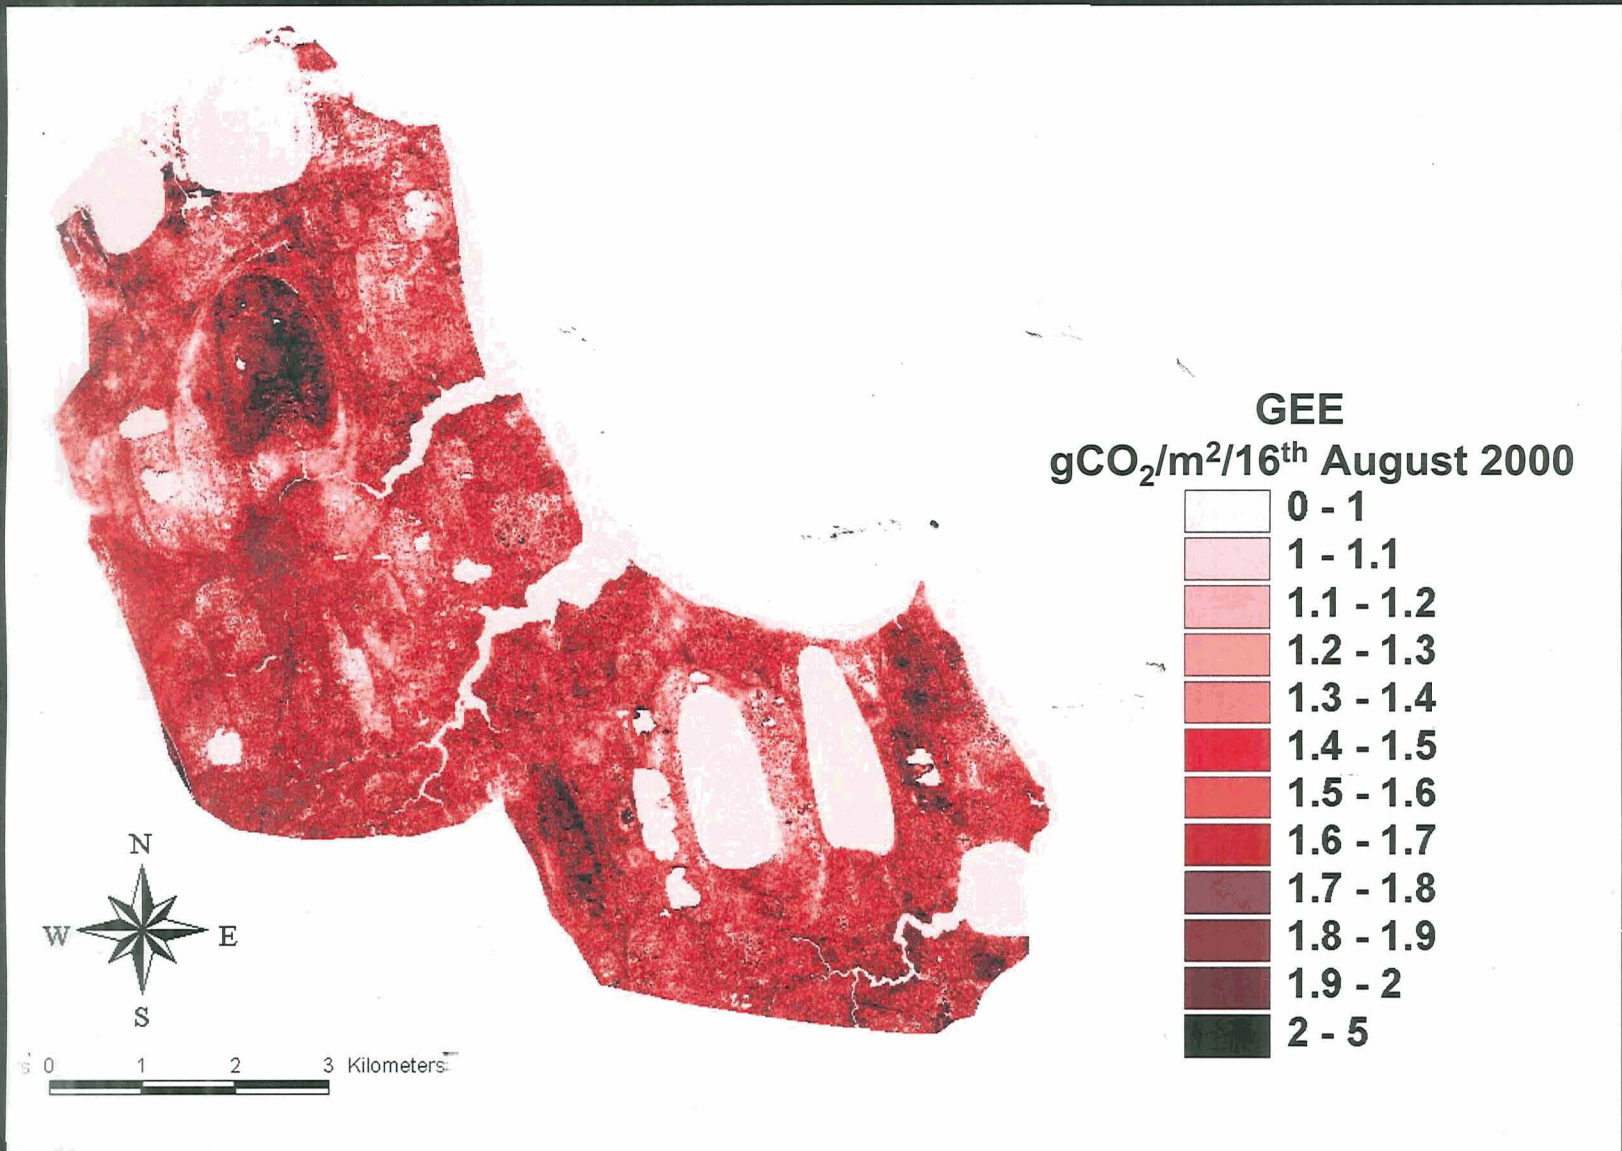 GEE
gCO₂/m²/16ᵗʰ August 2000
0 - 1
1 - 1.1
1.1 - 1.2
1.2 - 1.3
1.3 - 1.4
1.4 - 1.5
1.5 - 1.6
1.6 - 1.7
1.7 - 1.8
1.8 - 1.9
1.9 - 2
2 - 5
N
W E
S
0 1 2 3 Kilometers